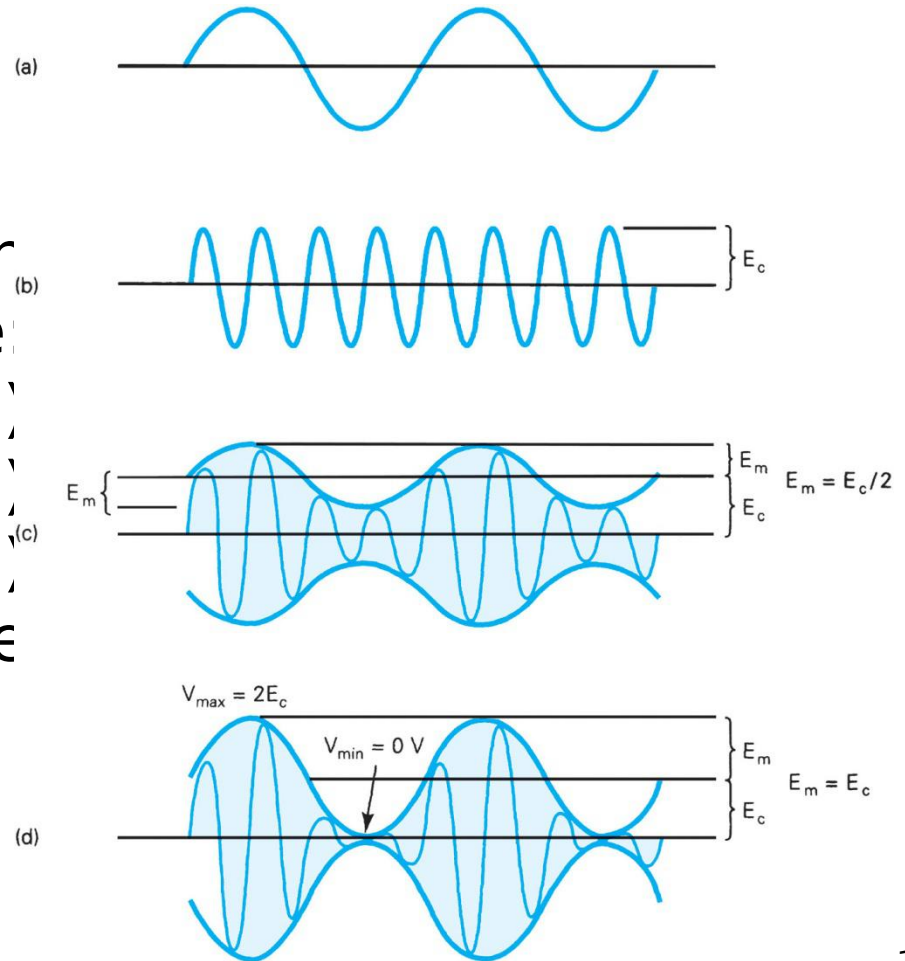 (a)
E_c
(b)
E_m
E_m
E_m = E_c/2
E_c
(c)
V_max = 2E_c
V_min = 0 V
E_m
E_m = E_c
E_c
(d)